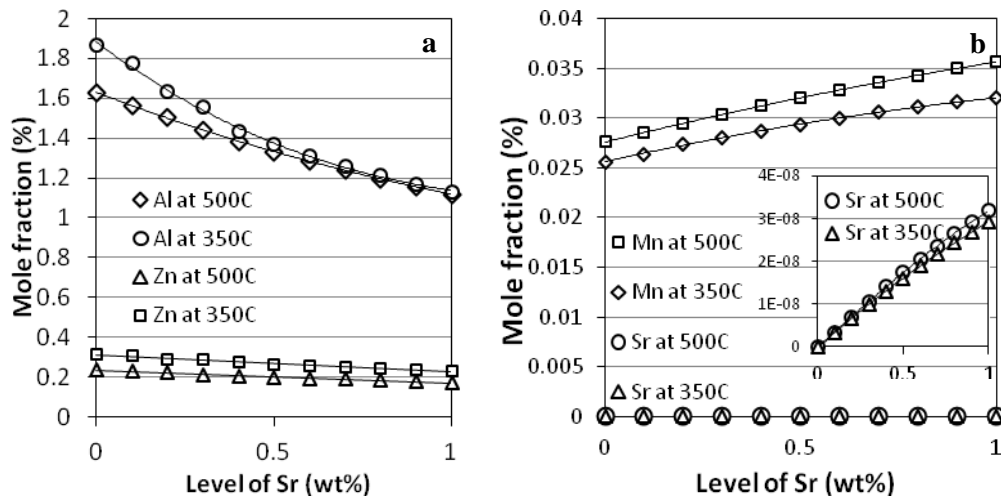 a
2
1.8
1.6
1.4
1.2
1
0.8
0.6
0.4
0.2
0
Mole fraction (%)
Al at 500C
Al at 350C
Zn at 500C
Zn at 350C
0
0.5
1
Level of Sr (wt%)
b
0.04
0.035
0.03
0.025
0.02
0.015
0.01
0.005
0
Mole fraction (%)
Mn at 500C
Mn at 350C
Sr at 500C
Sr at 350C
4E-08
3E-08
2E-08
1E-08
0
Sr at 500C
Sr at 350C
0
0.5
1
0
0.5
1
Level of Sr (wt%)